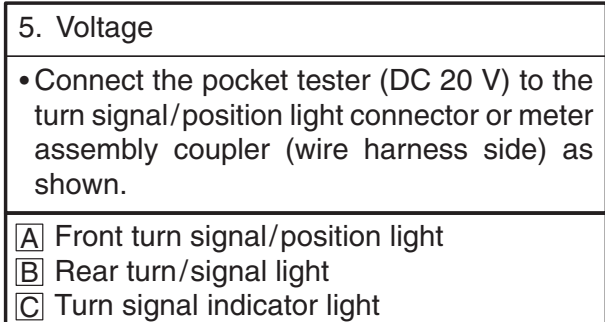 5. Voltage
• Connect the pocket tester (DC 20 V) to the
turn signal/position light connector or meter
assembly coupler (wire harness side) as
shown.
A Front turn signal/position light
B Rear turn/signal light
C Turn signal indicator light